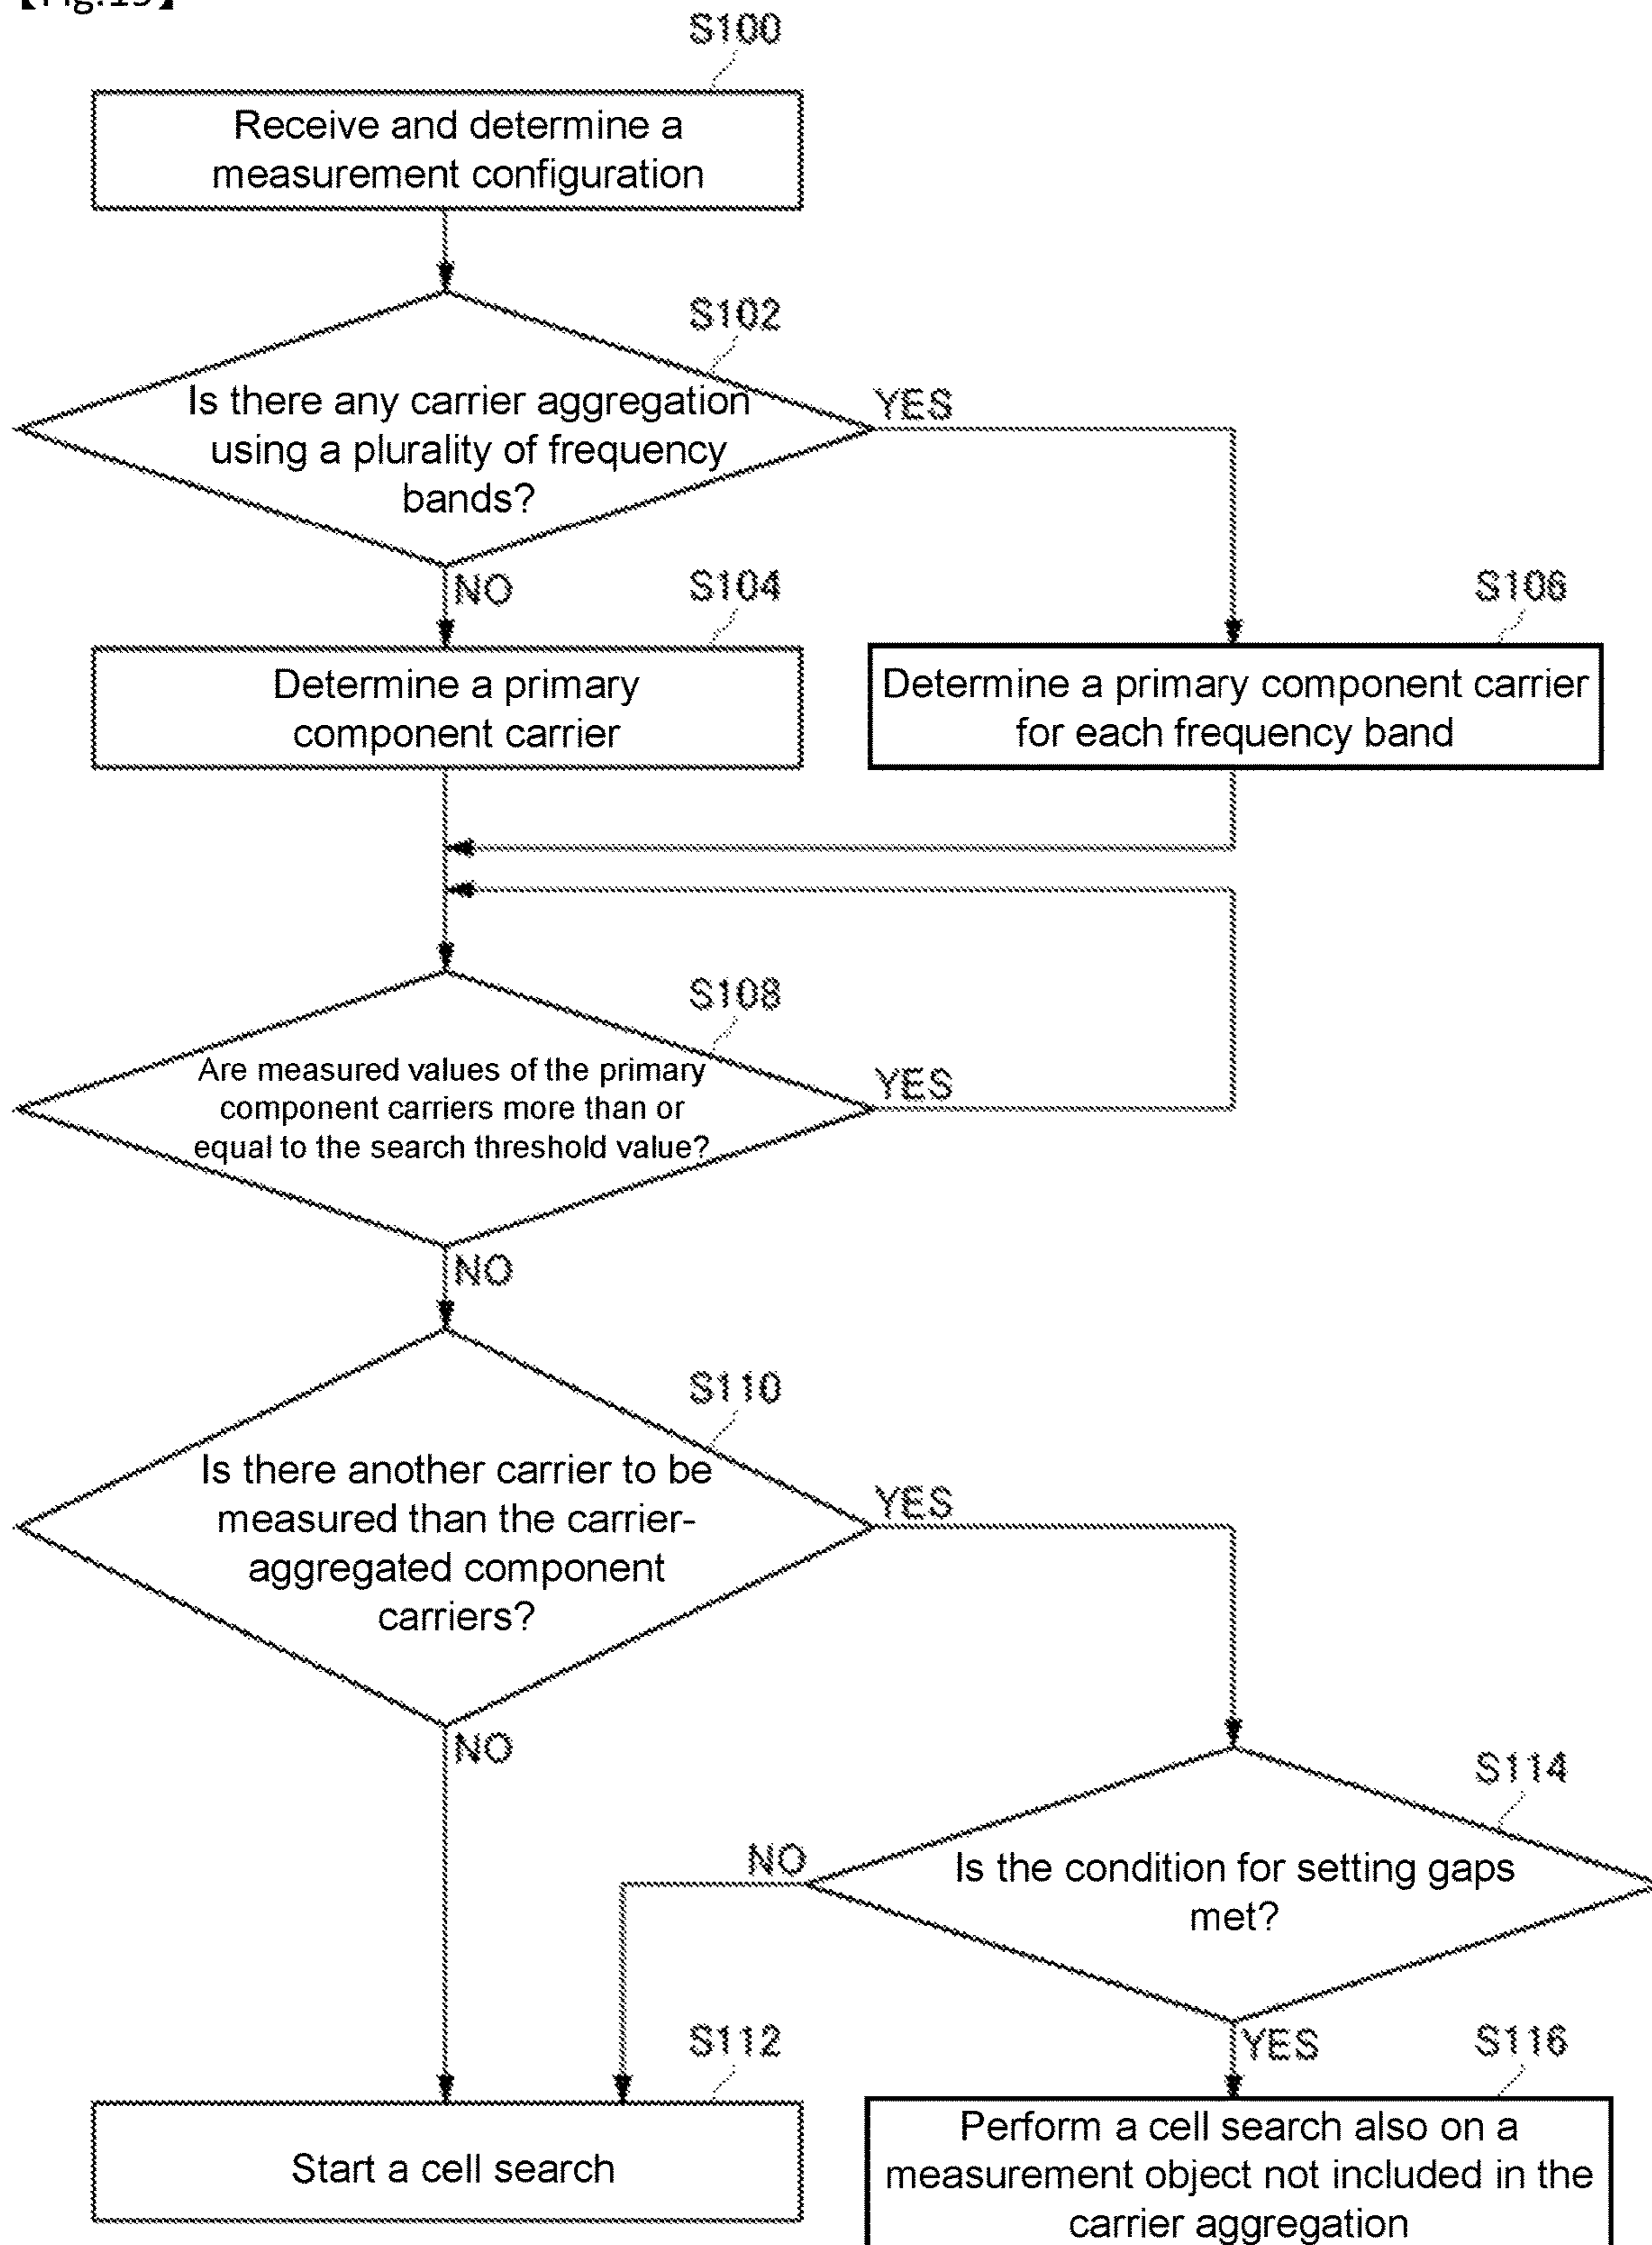 【Fig.19】
S100
Receive and determine a
measurement configuration
S102
Is there any carrier aggregation
using a plurality of frequency
bands?
YES
NO
S104
S106
Determine a primary
component carrier
Determine a primary component carrier
for each frequency band
S108
Are measured values of the primary
component carriers more than or
equal to the search threshold value?
YES
NO
S110
Is there another carrier to be
measured than the carrier-
aggregated component
carriers?
YES
NO
S114
Is the condition for setting gaps
met?
NO
YES
S112
S116
Start a cell search
Perform a cell search also on a
measurement object not included in the
carrier aggregation